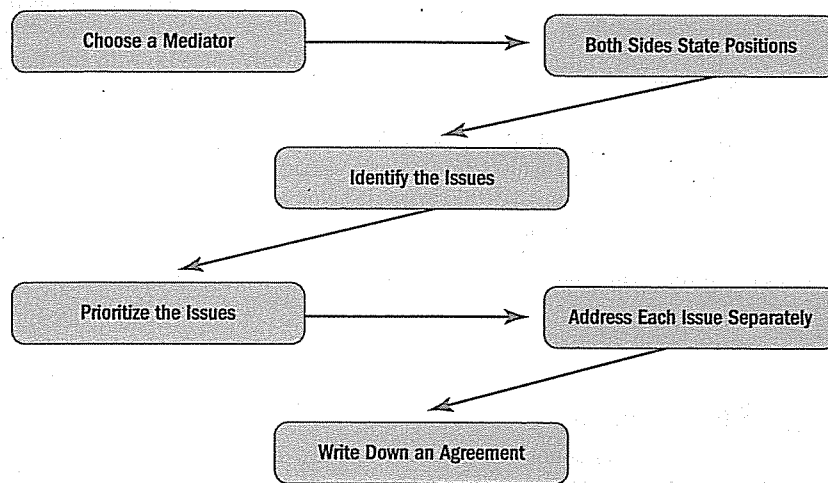 Choose a Mediator
Both Sides State Positions
Identify the Issues
Prioritize the Issues
Address Each Issue Separately
Write Down an Agreement